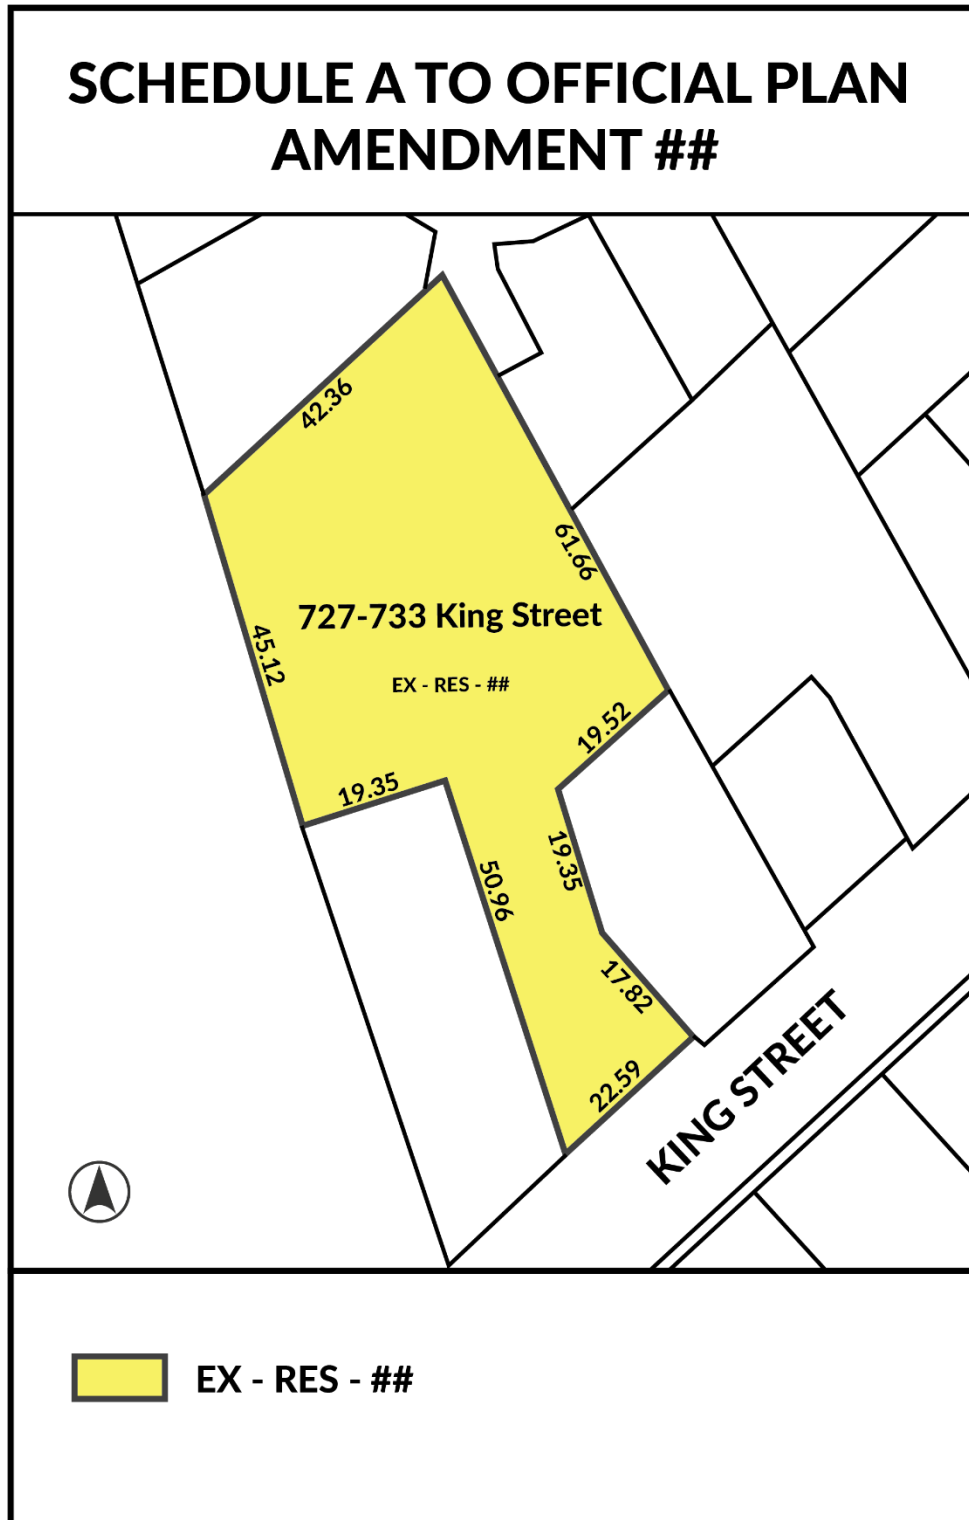 SCHEDULE A TO OFFICIAL PLAN
AMENDMENT ##
42.36
61.66
727-733 King Street
45.12
EX - RES - ##
19.52
19.35
19.35
50.96
17.82
22.59
KING STREET
EX - RES - ##